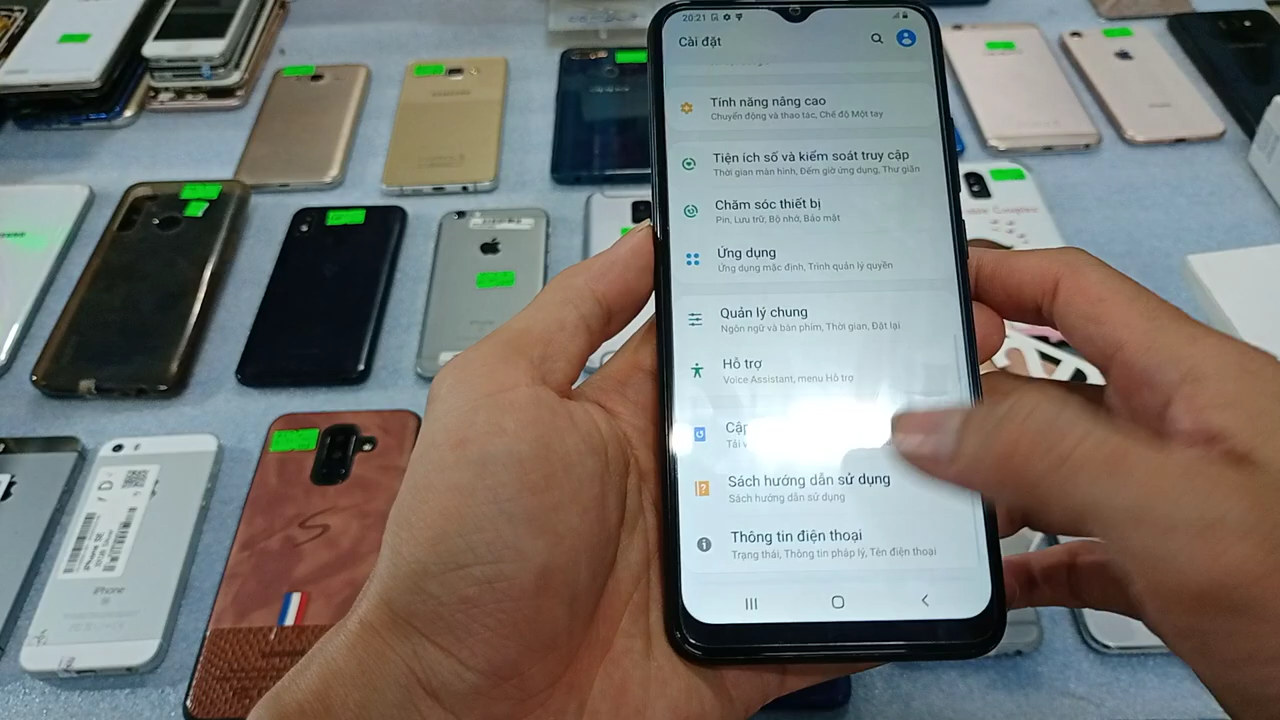 20:21
Cài đặt
Tính năng nâng cao
Chuyển động và thao tác, Chế độ Một tay
Tiện ích số và kiểm soát truy cập
Thời gian màn hình, Đếm giờ ứng dụng, Thư giãn
Chăm sóc thiết bị
Pin, Lưu trữ, Bộ nhớ, Bảo mật
Ứng dụng
Ứng dụng mặc định, Trình quản lý quyền
Quản lý chung
Ngôn ngữ và bàn phím, Thời gian, Đặt lại
Hỗ trợ
Voice Assistant, menu Hỗ trợ
Sách hướng dẫn sử dụng
Sách hướng dẫn sử dụng
Thông tin điện thoại
Trạng thái, Thông tin pháp lý, Tên điện thoại
SAMSUNG
iPhone